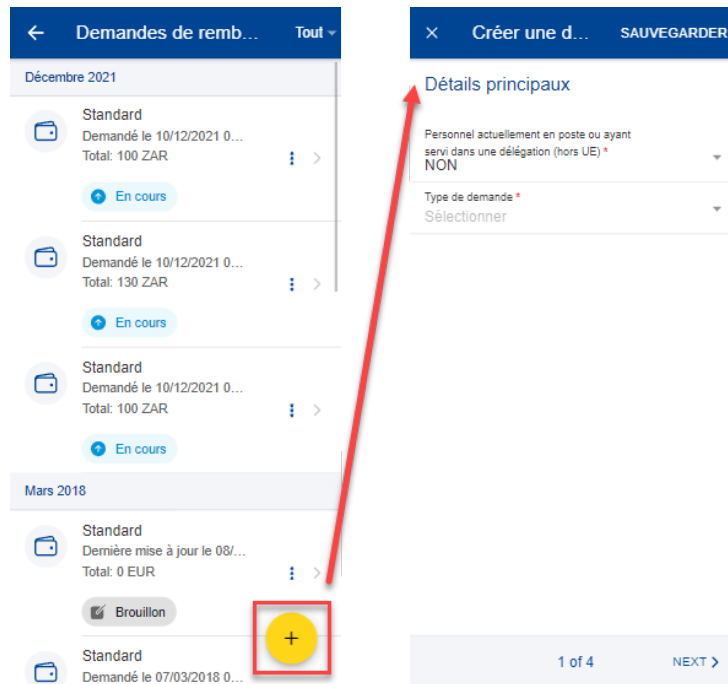 Demandes de remb...
Tout
Décembre 2021
Standard
Demandé le 10/12/2021 0...
Total: 100 ZAR
En cours
Standard
Demandé le 10/12/2021 0...
Total: 130 ZAR
En cours
Standard
Demandé le 10/12/2021 0...
Total: 100 ZAR
En cours
Mars 2018
Standard
Dernière mise à jour le 08/...
Total: 0 EUR
Brouillon
+
Standard
Demandé le 07/03/2018 0...
Créer une d...
SAUVEGARDER
Détails principaux
Personnel actuellement en poste ou ayant
servi dans une délégation (hors UE) *
NON
Type de demande *
Sélectionner
1 of 4
NEXT